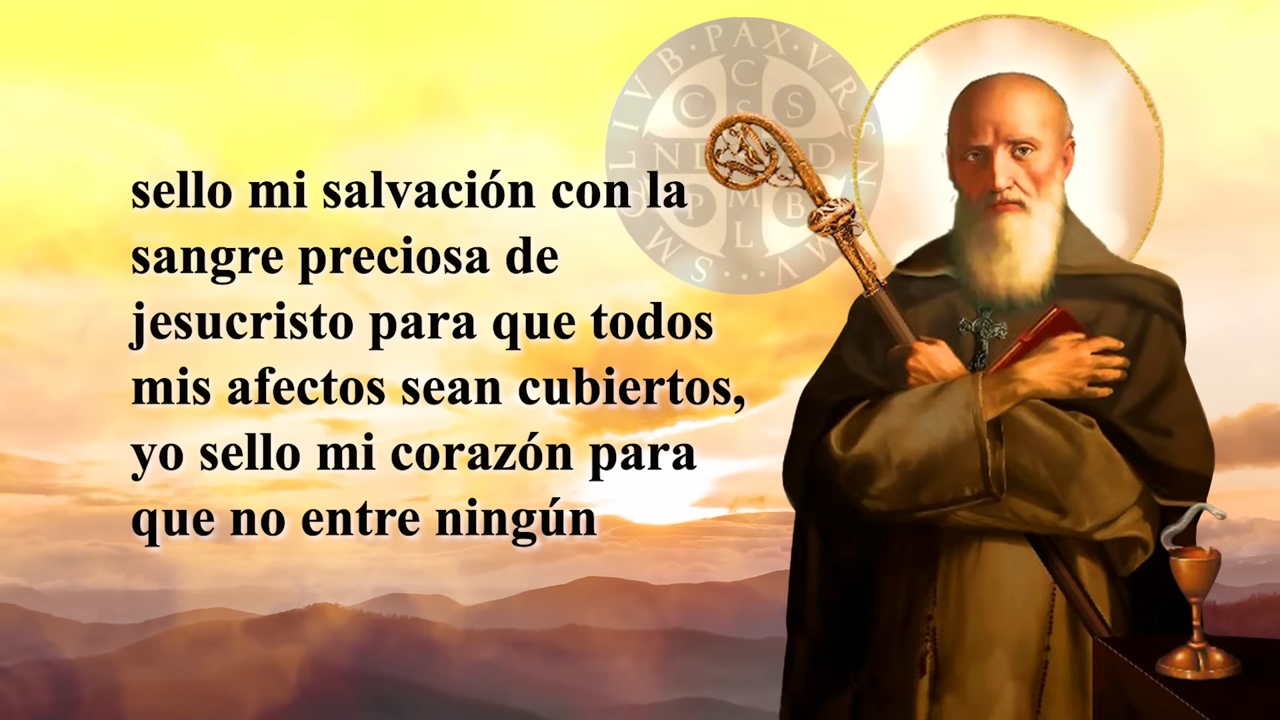 sello mi salvación con la
sangre preciosa de
jesucristo para que todos
mis afectos sean cubiertos,
yo sello mi corazón para
que no entre ningún
PAX
C
C S
S
N D D
P M B
L